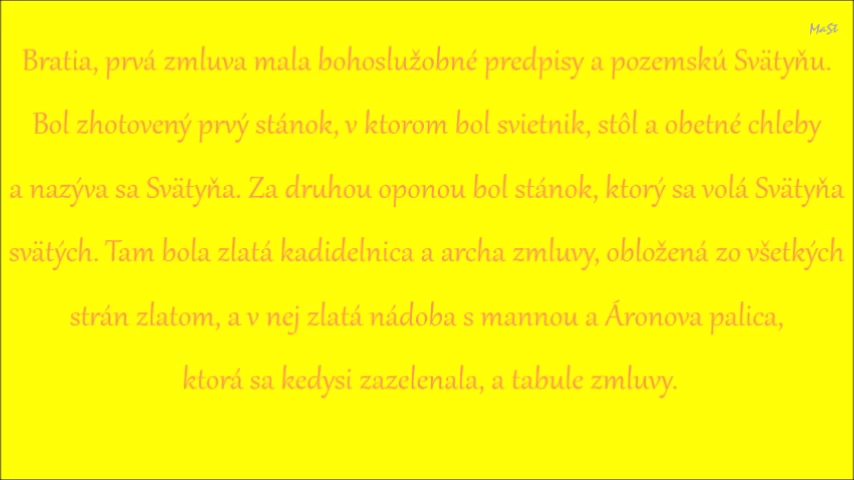 MaSt
Bratia, prvá zmluva mala bohoslužobné predpisy a pozemskú Svätyňu.
Bol zhotovený prvý stánok, v ktorom bol svietnik, stôl a obetné chleby
a nazýva sa Svätyňa. Za druhou oponou bol stánok, ktorý sa volá Svätyňa
svätých. Tam bola zlatá kadidelnica a archa zmluvy, obložená zo všetkých
strán zlatom, a v nej zlatá nádoba s mannou a Áronova palica,
ktorá sa kedysi zazelenala, a tabule zmluvy.